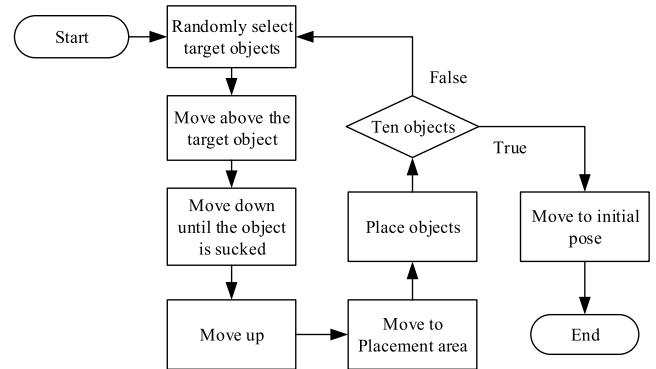 Start
Randomly select
target objects
Move above the
target object
Move down
until the object
is sucked
Move up
Move to
Placement area
Place objects
Ten objects
False
True
Move to initial
pose
End